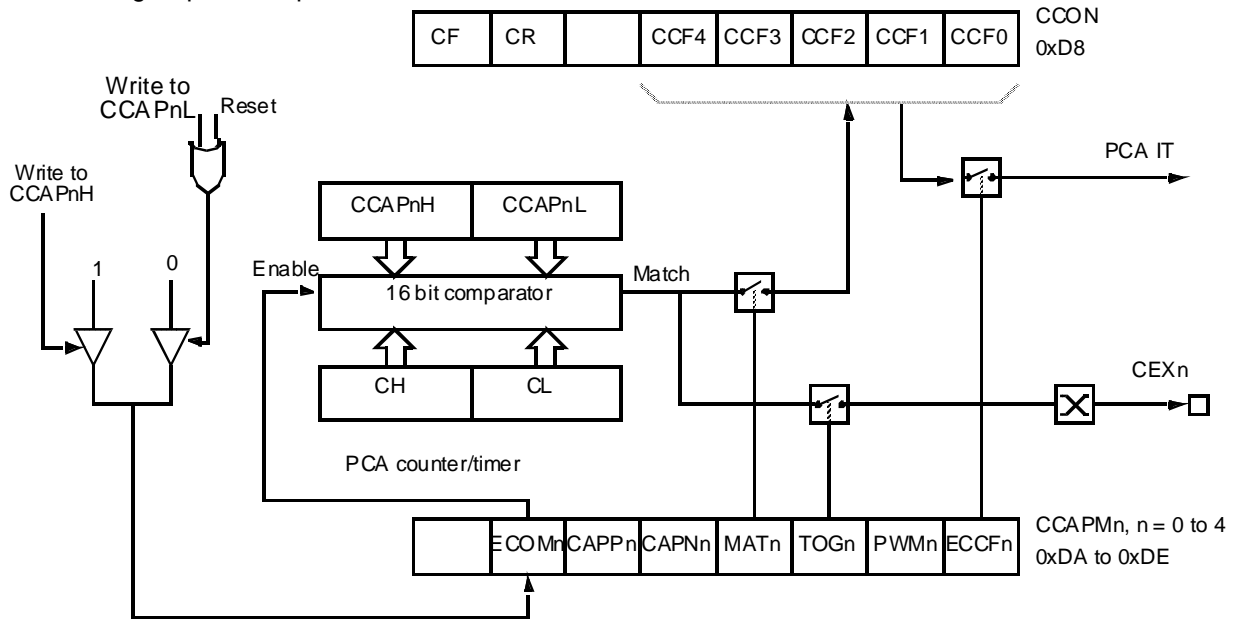 CCON
0xD8
CF CR CCF4 CCF3 CCF2 CCF1 CCF0
Write to
CCAPnL
Reset
Write to
CCAPnH
PCA IT
CCAPnH CCAPnL
1 0
Enable
16 bit comparator
Match
CH CL
CEXn
PCA counter/timer
ECOMn CAPPn CAPNn MATn TOGn PWMn ECCFn
CCAPMn, n = 0 to 4
0xDA to 0xDE